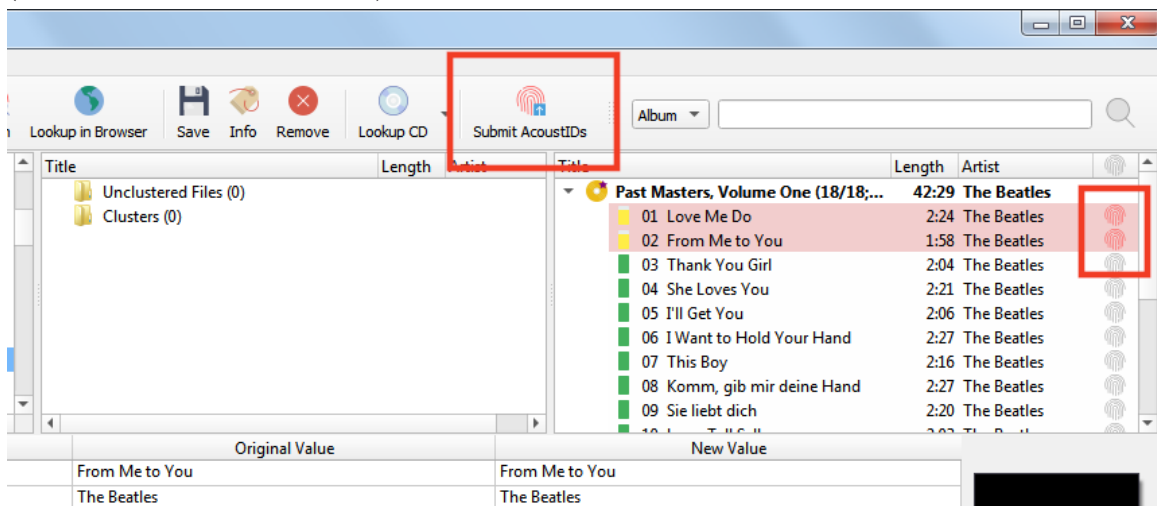 Lookup in Browser Save Info Remove Lookup CD Submit AcoustIDs Album
Title Length Artist Title Length Artist
Unclustered Files (0)
Clusters (0)
Past Masters, Volume One (18/18;... 42:29 The Beatles
01 Love Me Do 2:24 The Beatles
02 From Me to You 1:58 The Beatles
03 Thank You Girl 2:04 The Beatles
04 She Loves You 2:21 The Beatles
05 I'll Get You 2:06 The Beatles
06 I Want to Hold Your Hand 2:27 The Beatles
07 This Boy 2:16 The Beatles
08 Komm, gib mir deine Hand 2:27 The Beatles
09 Sie liebt dich 2:20 The Beatles
Original Value New Value
From Me to You From Me to You
The Beatles The Beatles